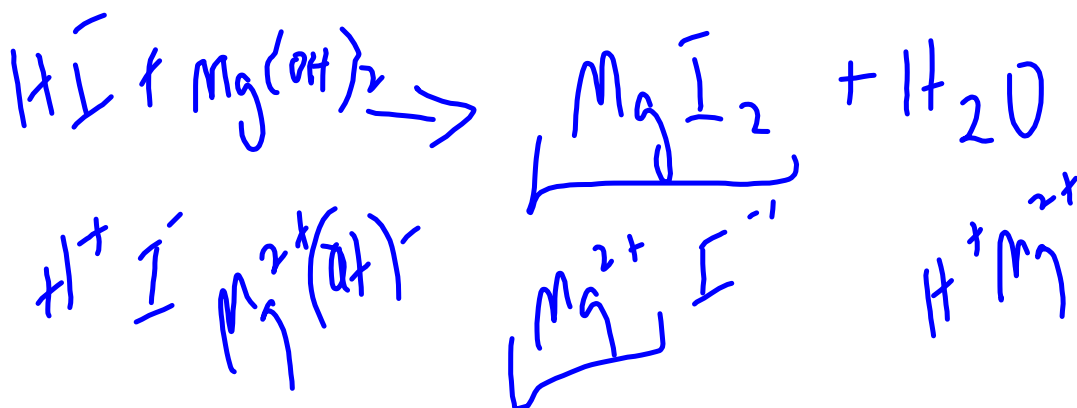 HI + Mg(OH)₂ → MgI₂ + H₂O
H⁺ I⁻ Mg²⁺(OH)⁻ Mg²⁺ I⁻¹ H⁺ Mg²⁺